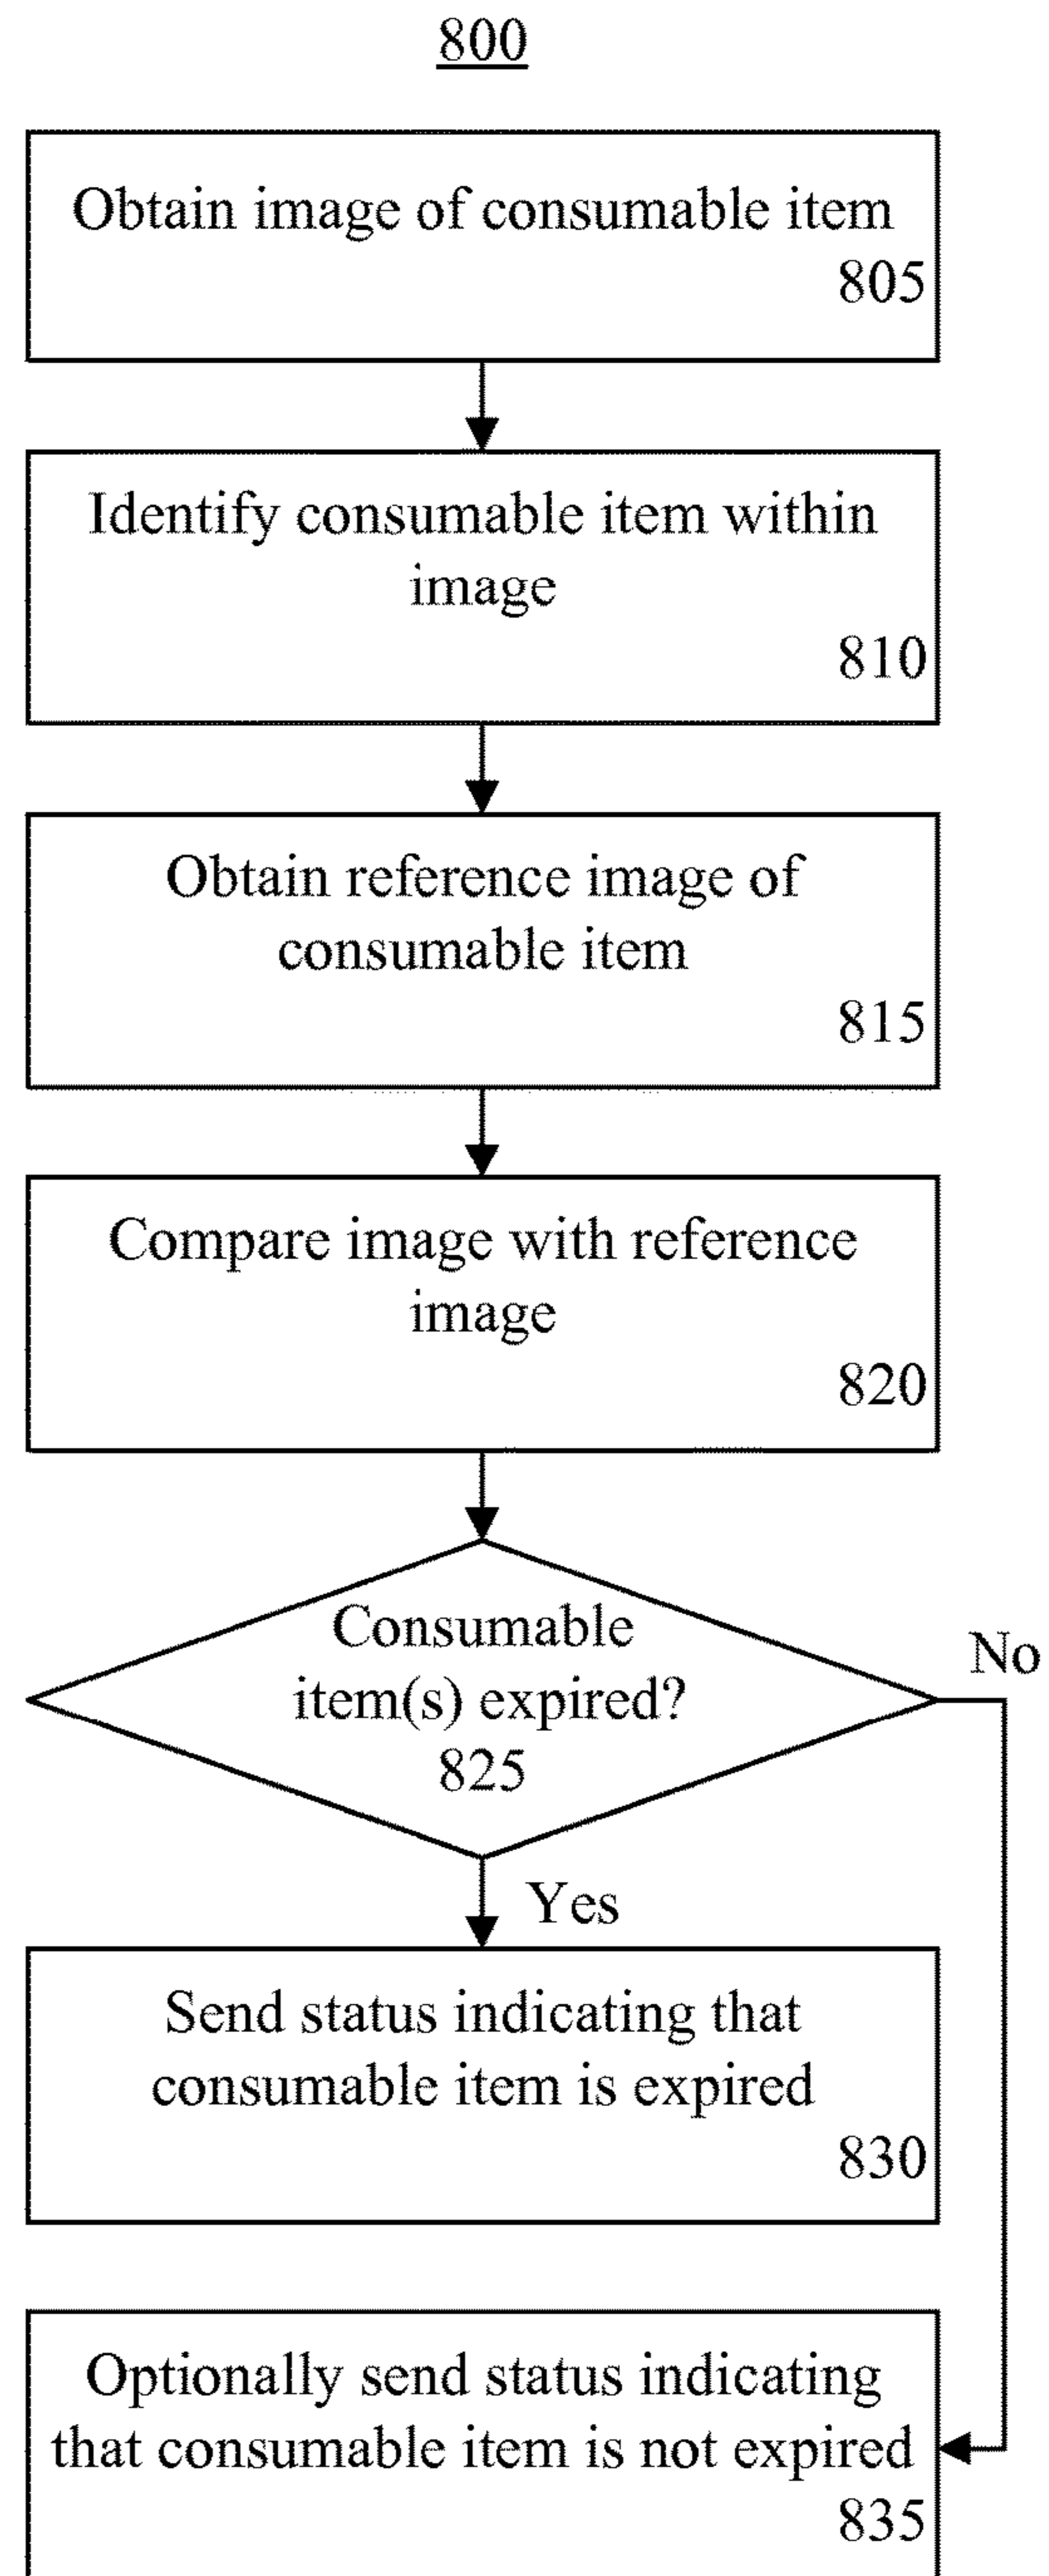 800
Obtain image of consumable item
805
Identify consumable item within
image
810
Obtain reference image of
consumable item
815
Compare image with reference
image
820
Consumable
item(s) expired?
825
No
Yes
Send status indicating that
consumable item is expired
830
Optionally send status indicating
that consumable item is not expired
835